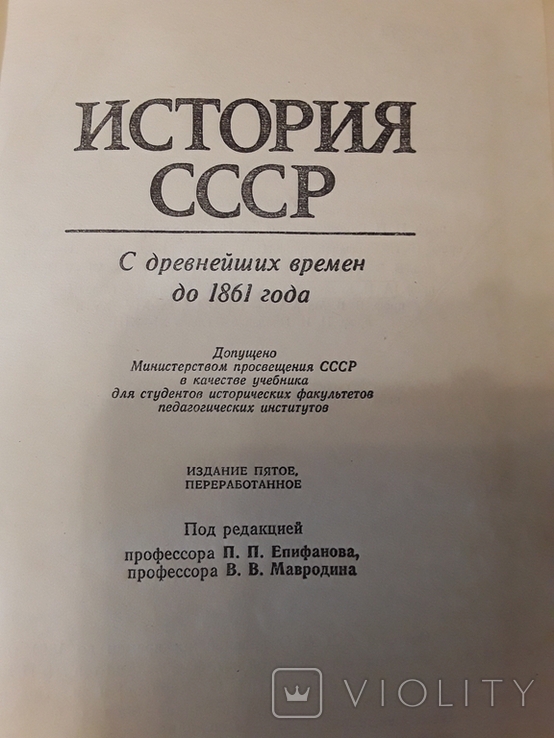 ИСТОРИЯ
СССР
С древнейших времен
до 1861 года
Допущено
Министерством просвещения СССР
в качестве учебника
для студентов исторических факультетов
педагогических институтов
ИЗДАНИЕ ПЯТОЕ,
ПЕРЕРАБОТАННОЕ
Под редакцией
профессора П. П. Епифанова,
профессора В. В. Мавродина
VIOLITY